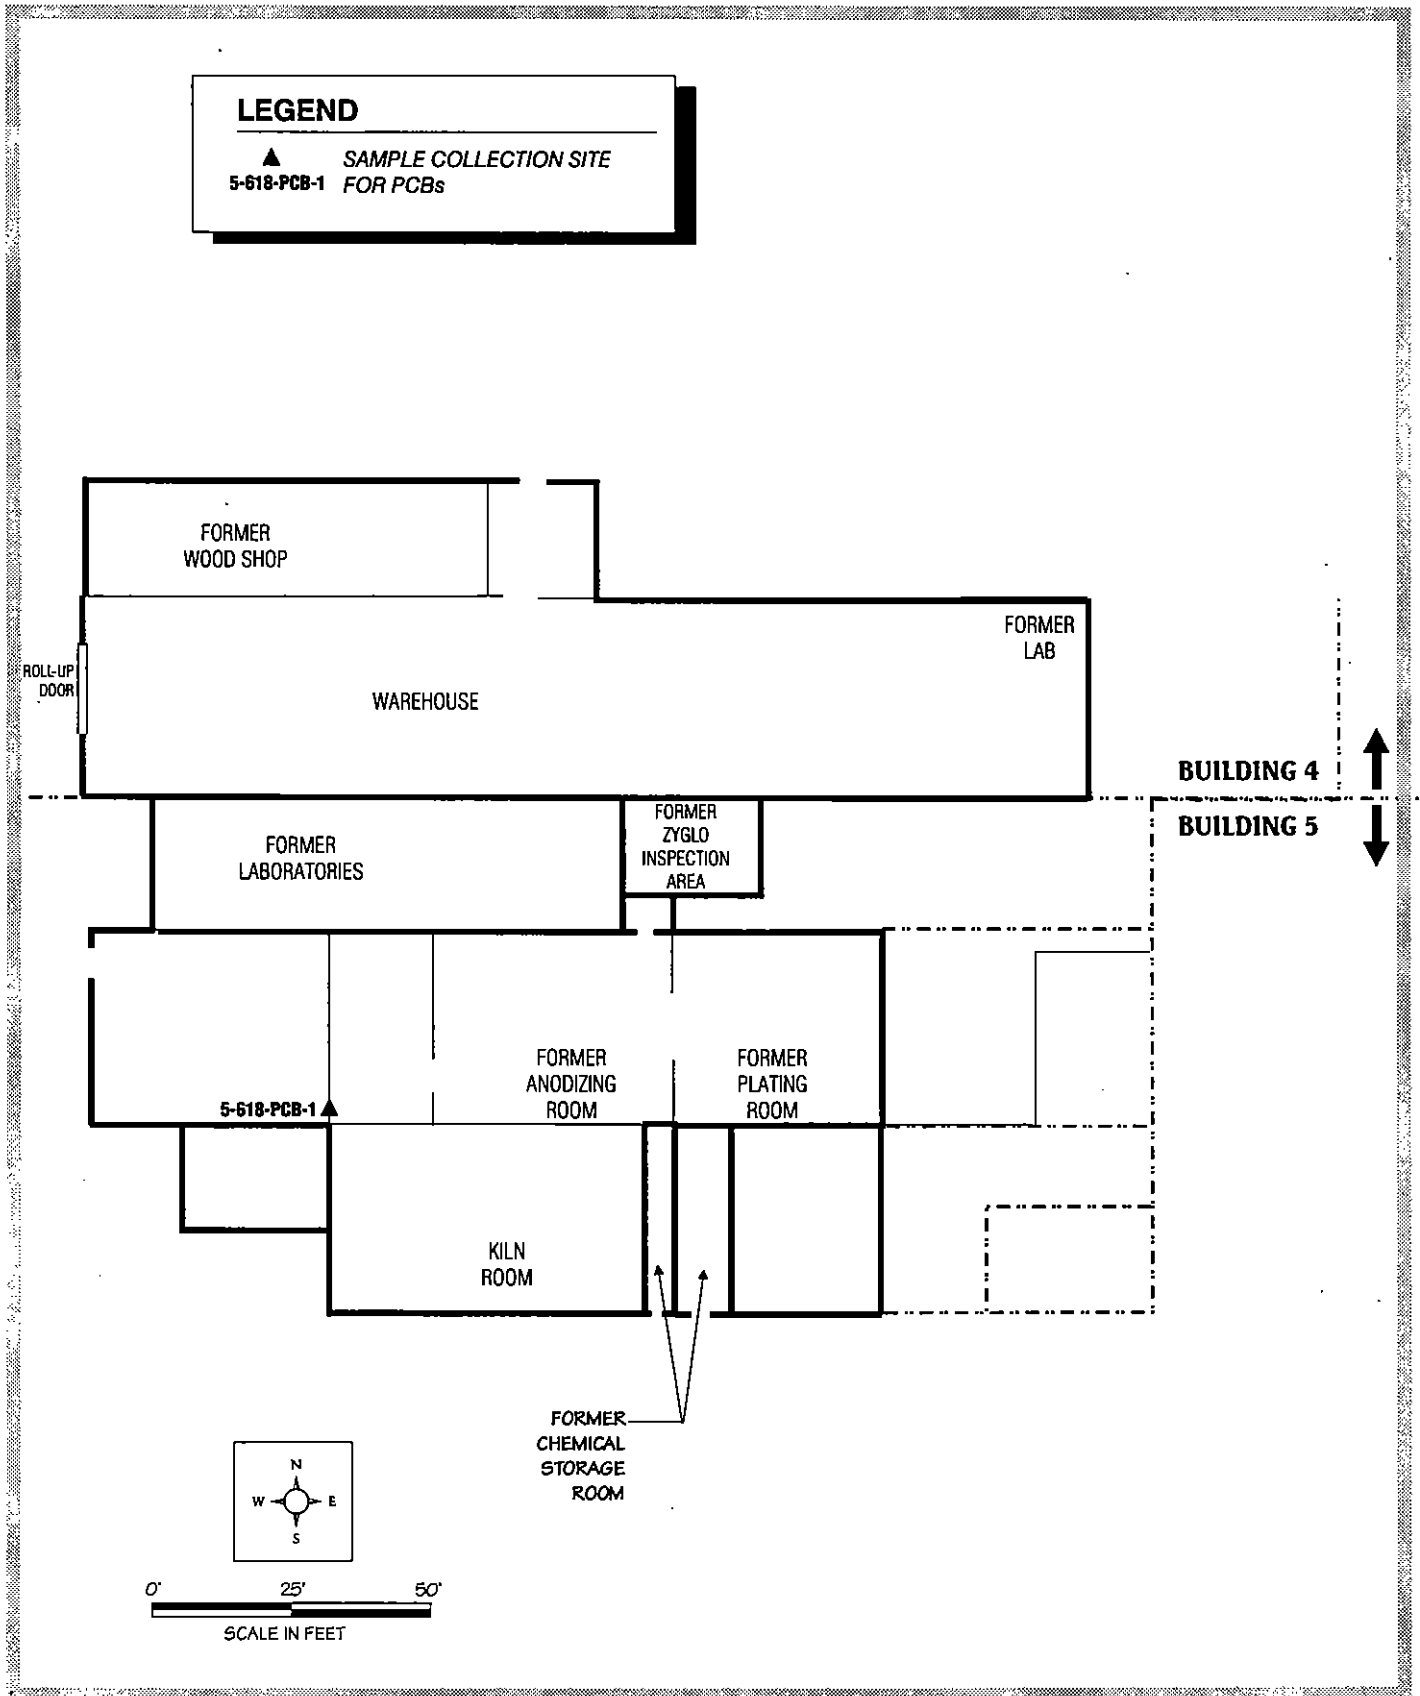 LEGEND
SAMPLE COLLECTION SITE
5-618-PCB-1 FOR PCBs
FORMER
WOOD SHOP
FORMER
LAB
ROLL-UP
DOOR
WAREHOUSE
BUILDING 4
BUILDING 5
FORMER
LABORATORIES
FORMER
ZYGLO
INSPECTION
AREA
FORMER
ANODIZING
ROOM
FORMER
PLATING
ROOM
5-618-PCB-1
KILN
ROOM
FORMER
CHEMICAL
STORAGE
ROOM
N
W E
S
0' 25' 50'
SCALE IN FEET